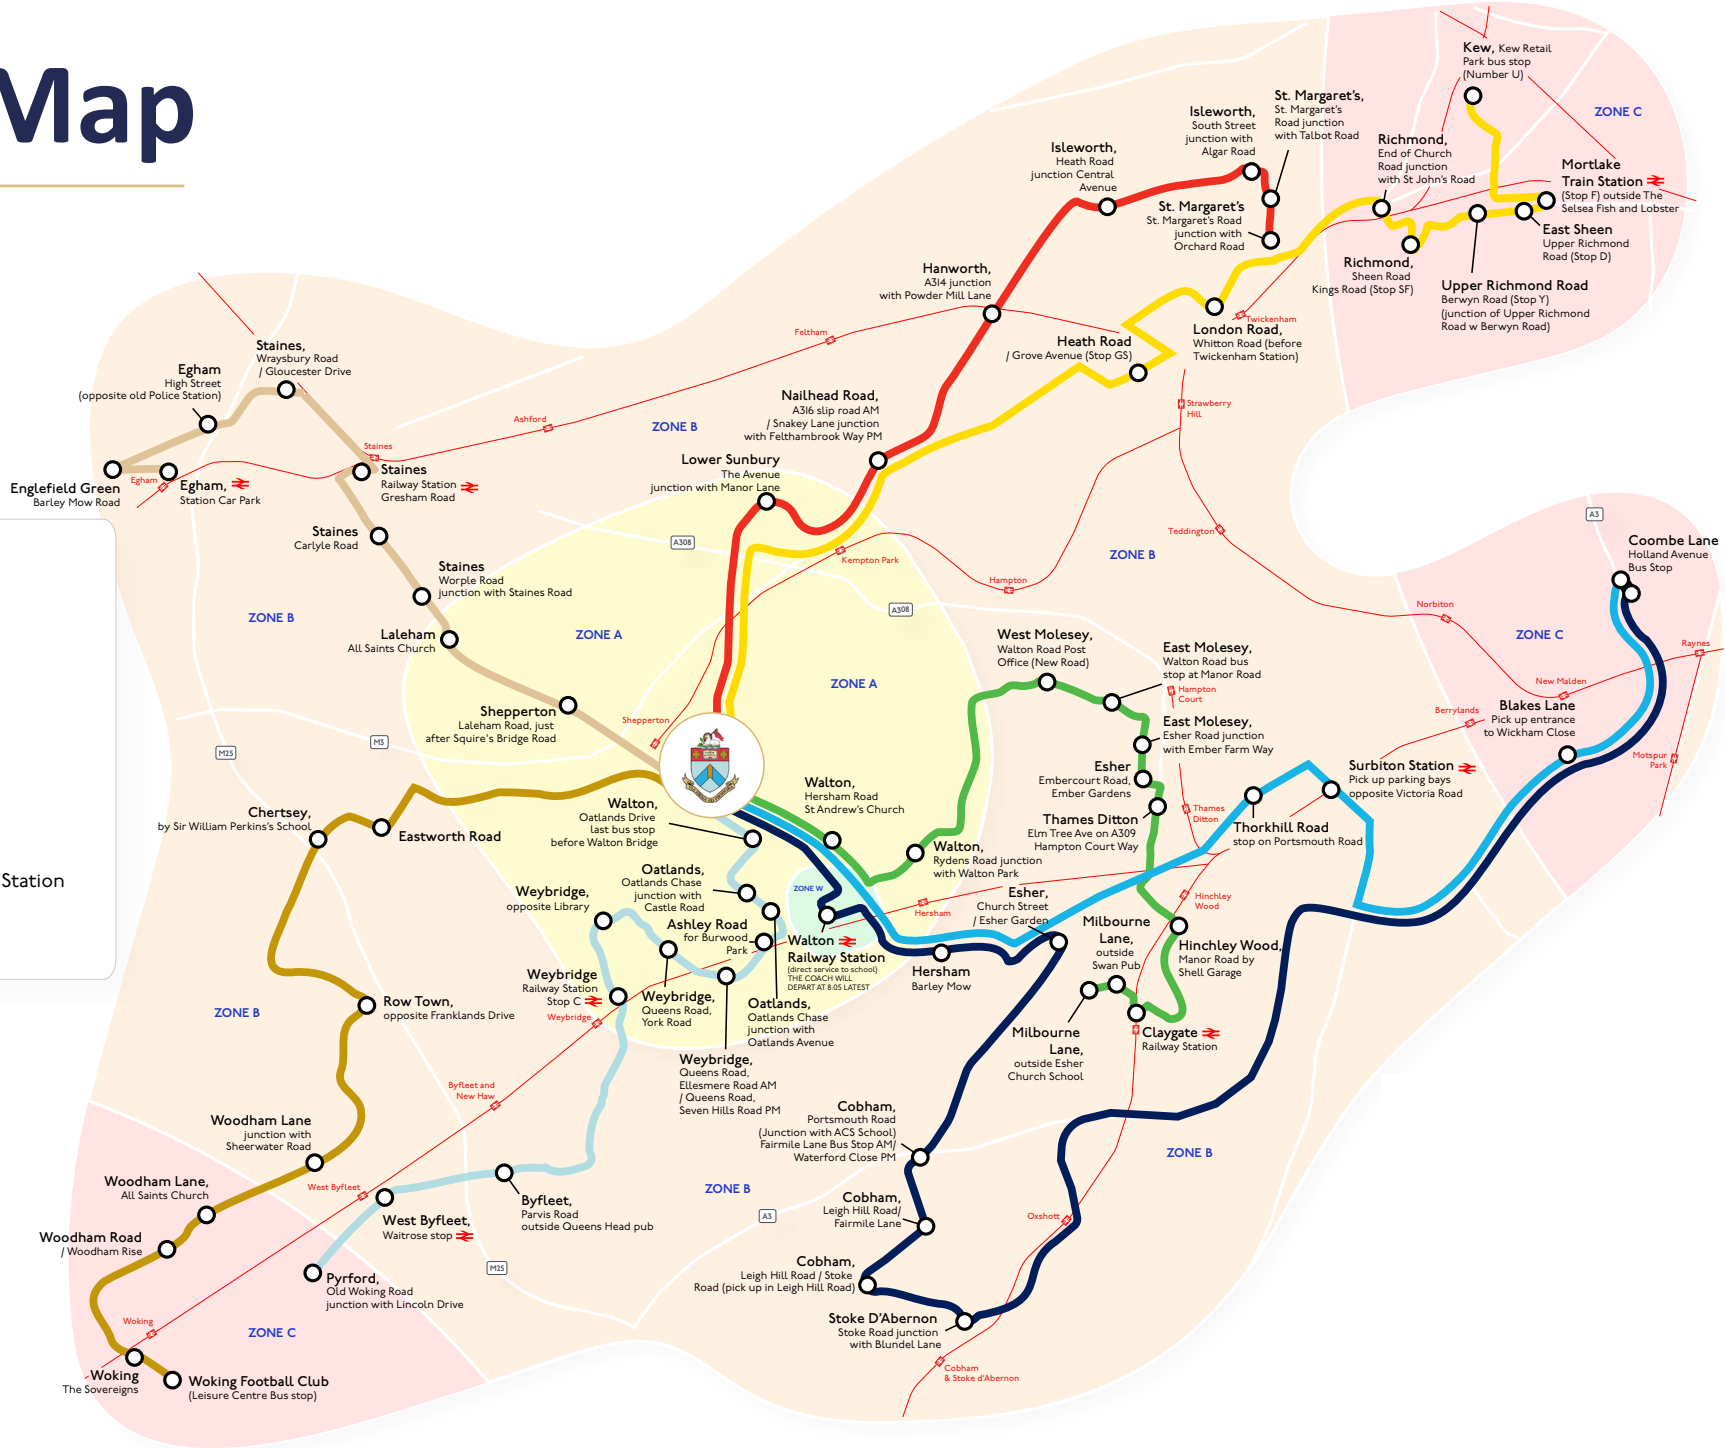 Map
Station
Kew, Kew Retail
Park bus stop
(Number U)
ZONE C
St. Margaret's,
St. Margaret's
Road junction
with Talbot Road
Isleworth,
South Street
junction with
Algar Road
Isleworth,
Heath Road
junction Central
Avenue
St. Margaret's
St. Margaret's Road
junction with
Orchard Road
Richmond,
End of Church
Road junction
with St John's Road
Mortlake
Train Station
(Stop F) outside The
Selsea Fish and Lobster
East Sheen
Upper Richmond
Road (Stop D)
Richmond,
Sheen Road
Kings Road (Stop SF)
Upper Richmond Road
Berwyn Road (Stop Y)
(junction of Upper Richmond
Road w Berwyn Road)
Hanworth,
A314 junction
with Powder Mill Lane
Twickenham
London Road,
Whitton Road (before
Twickenham Station)
Heath Road
/ Grove Avenue (Stop GS)
Feltham
Strawberry
Hill
Staines,
Wraysbury Road
/ Gloucester Drive
Egham
High Street
(opposite old Police Station)
Nailhead Road,
A316 slip road AM
/ Snakey Lane junction
with Felthambrook Way PM
Ashford
ZONE B
Staines
Staines
Railway Station
Gresham Road
Englefield Green
Barley Mow Road
Egham
Egham,
Station Car Park
Lower Sunbury
The Avenue
junction with Manor Lane
Staines
Carlyle Road
A308
Kempton Park
ZONE B
Teddington
A3
Coombe Lane
Holland Avenue
Bus Stop
Staines
Worple Road
junction with Staines Road
Hampton
A308
Norbiton
ZONE B
ZONE A
Laleham
All Saints Church
West Molesey,
Walton Road Post
Office (New Road)
East Molesey,
Walton Road bus
stop at Manor Road
ZONE C
Raynes
ZONE A
Hampton
Court
New Malden
Shepperton
Laleham Road, just
after Squire's Bridge Road
Shepperton
East Molesey,
Esher Road junction
with Ember Farm Way
Berrylands
Blakes Lane
Pick up entrance
to Wickham Close
M25
M3
Motspur
Park
Esher
Embercourt Road,
Ember Gardens
Surbiton Station
Pick up parking bays
opposite Victoria Road
Walton,
Hersham Road
St Andrew's Church
Walton,
Oatlands Drive
last bus stop
before Walton Bridge
Chertsey,
by Sir William Perkins's School
Eastworth Road
Thames Ditton
Elm Tree Ave on A309
Hampton Court Way
Thames
Ditton
Thorkhill Road
stop on Portsmouth Road
Walton,
Rydens Road junction
with Walton Park
Oatlands,
Oatlands Chase
junction with
Castle Road
ZONE W
Weybridge,
opposite Library
Hersham
Esher,
Church Street
/ Esher Garden
Hinchley
Wood
Ashley Road
for Burwood
Park
Walton
Railway Station
(direct service to school)
THE COACH WILL
DEPART AT 8:05 LATEST
Milbourne
Lane,
outside
Swan Pub
Hinchley Wood,
Manor Road by
Shell Garage
Hersham
Barley Mow
Weybridge
Railway Station
Stop C
Weybridge
Weybridge,
Queens Road,
York Road
Oatlands,
Oatlands Chase
junction with
Oatlands Avenue
Row Town,
opposite Franklands Drive
ZONE B
Milbourne
Lane,
outside Esher
Church School
Claygate
Railway Station
Weybridge,
Queens Road,
Ellesmere Road AM
/ Queens Road,
Seven Hills Road PM
Byfleet and
New Haw
Cobham,
Portsmouth Road
(Junction with ACS School)
Fairmile Lane Bus Stop AM/
Waterford Close PM
Woodham Lane
junction with
Sheerwater Road
ZONE B
Woodham Lane,
All Saints Church
West Byfleet
ZONE B
Byfleet,
Parvis Road
outside Queens Head pub
Cobham,
Leigh Hill Road/
Fairmile Lane
West Byfleet,
Waitrose stop
A3
Oxshott
Woodham Road
/ Woodham Rise
M25
Cobham,
Leigh Hill Road / Stoke
Road (pick up in Leigh Hill Road)
Pyrford,
Old Woking Road
junction with Lincoln Drive
Woking
ZONE C
Stoke D'Abernon
Stoke Road junction
with Blundel Lane
Woking
The Sovereigns
Woking Football Club
(Leisure Centre Bus stop)
Cobham
& Stoke d'Abernon